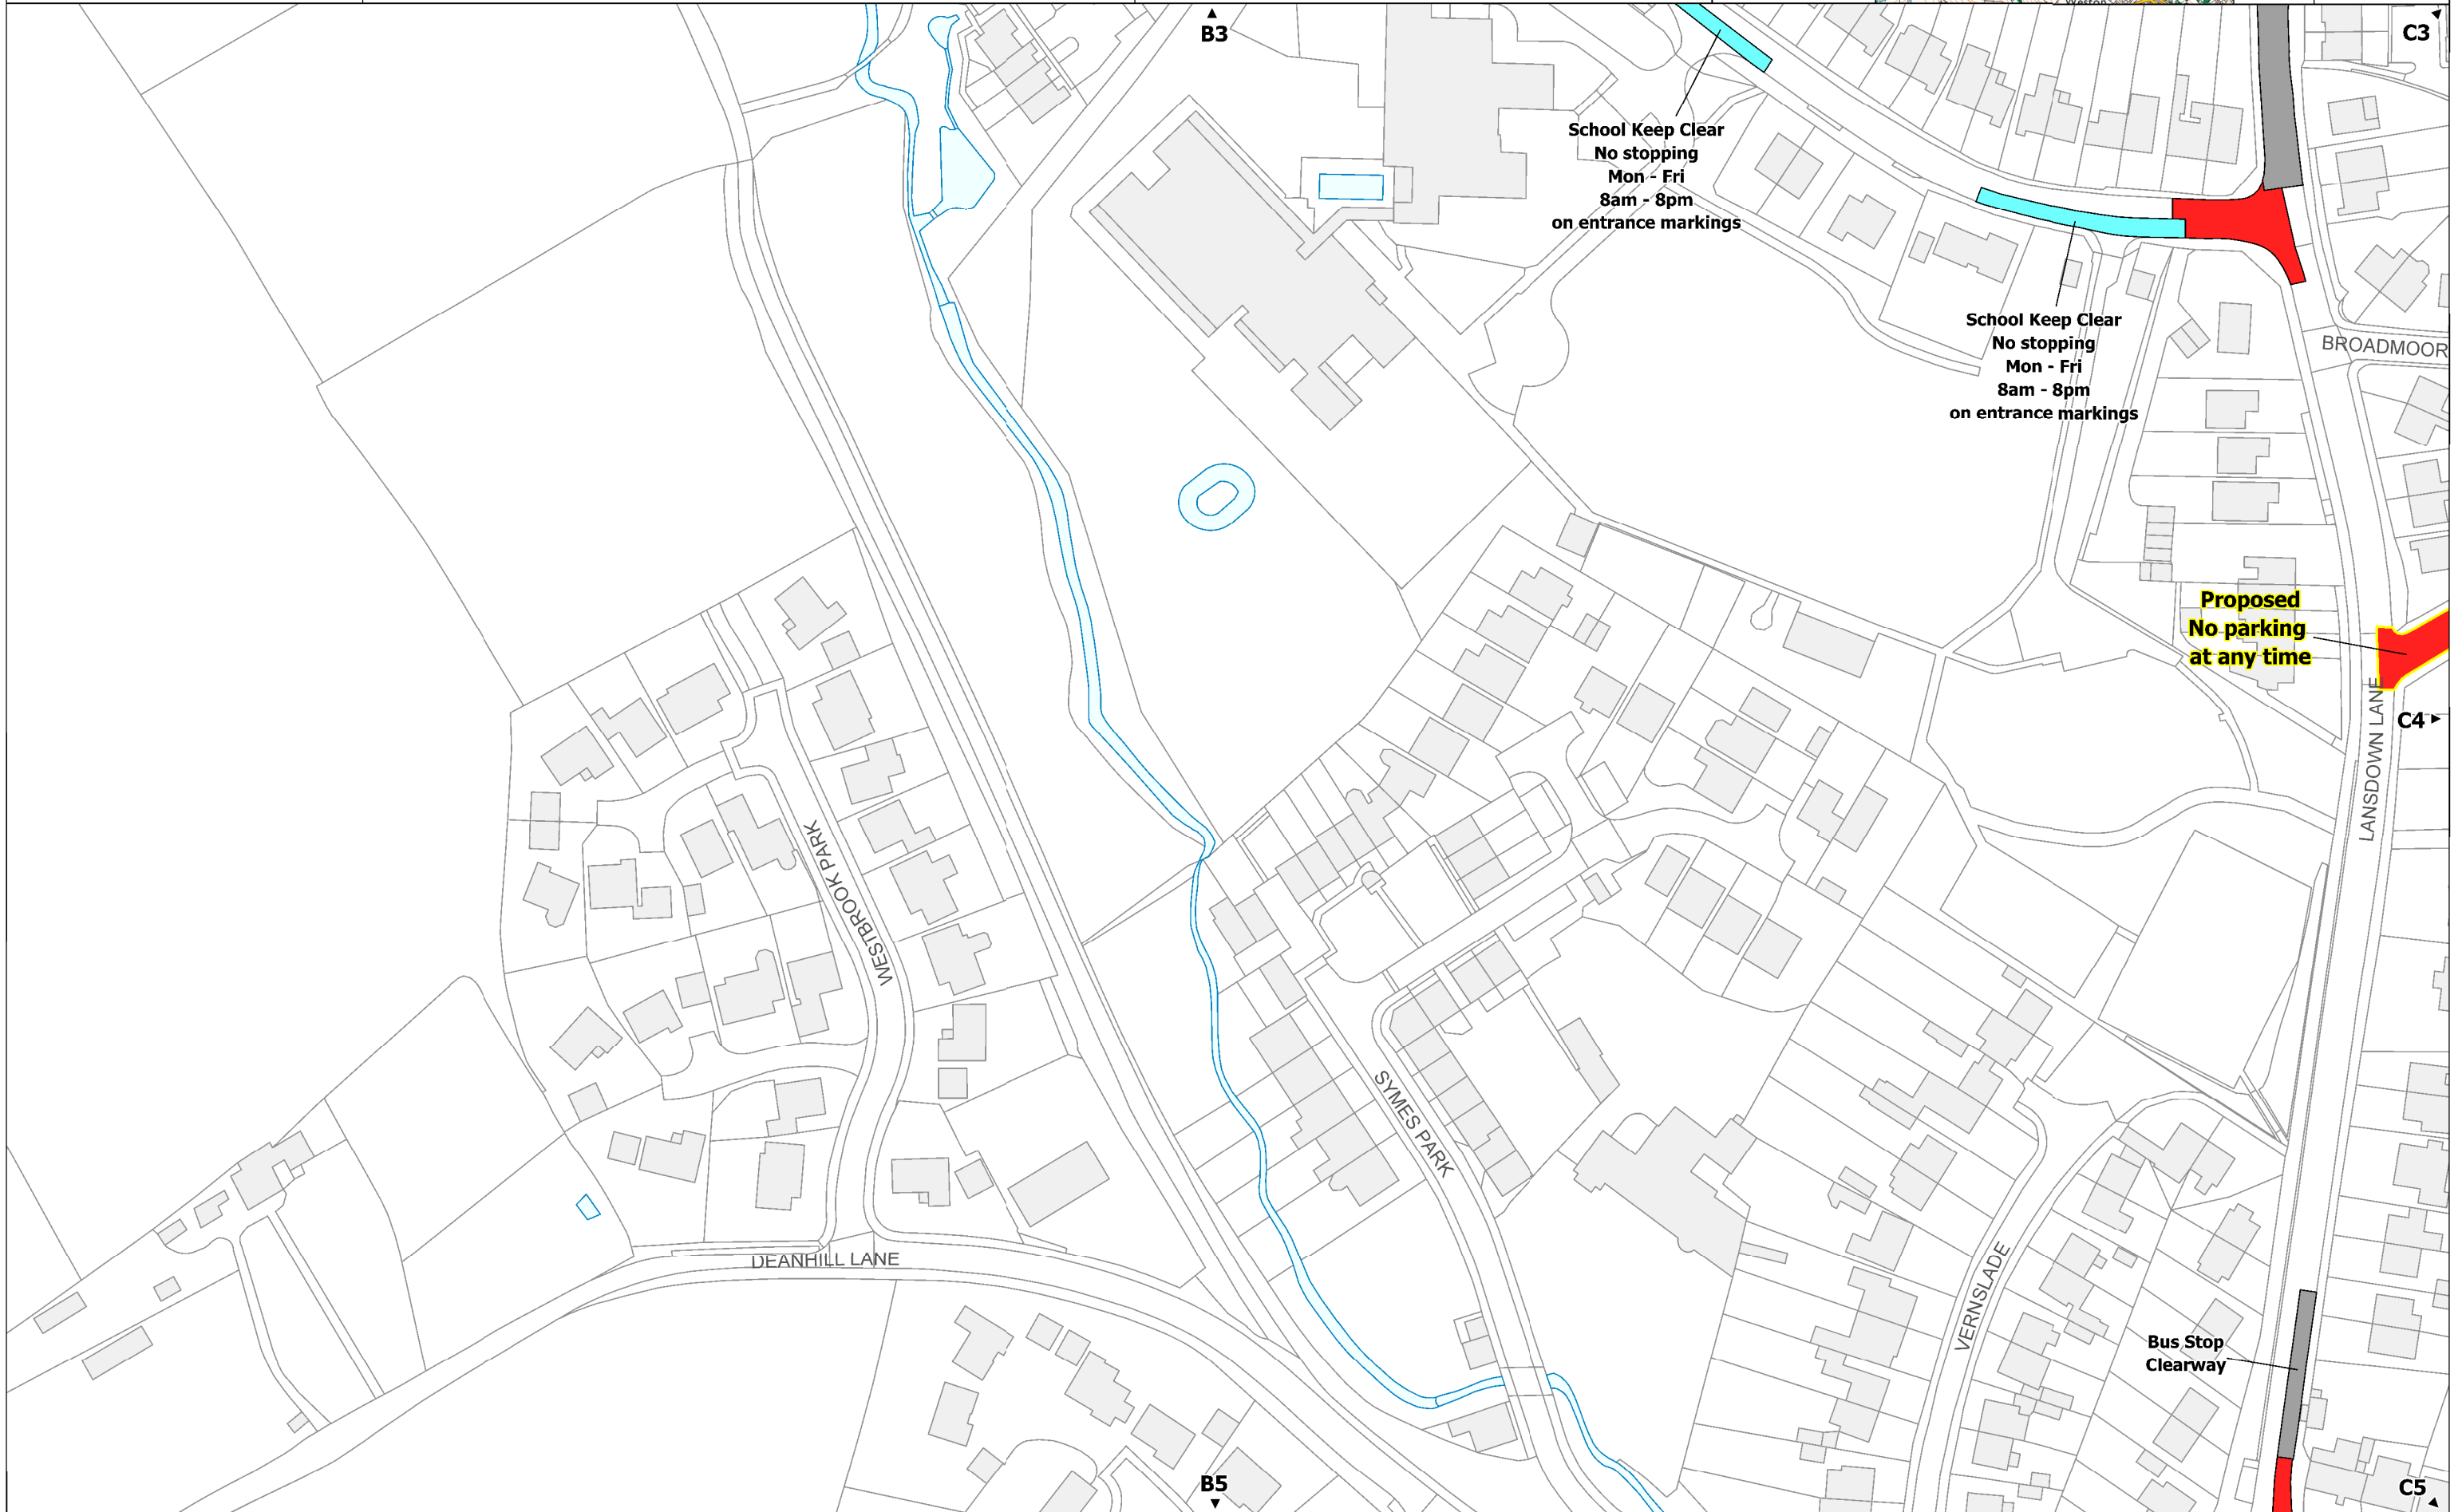 Weston
B3
C3
School Keep Clear
No stopping
Mon - Fri
8am - 8pm
on entrance markings
School Keep Clear
No stopping
Mon - Fri
8am - 8pm
on entrance markings
BROADMOOR
Proposed
No parking
at any time
C4
LANSDOWN LANE
WESTBROOK PARK
SYMES PARK
DEANHILL LANE
VERNSLADE
Bus Stop
Clearway
B5
C5